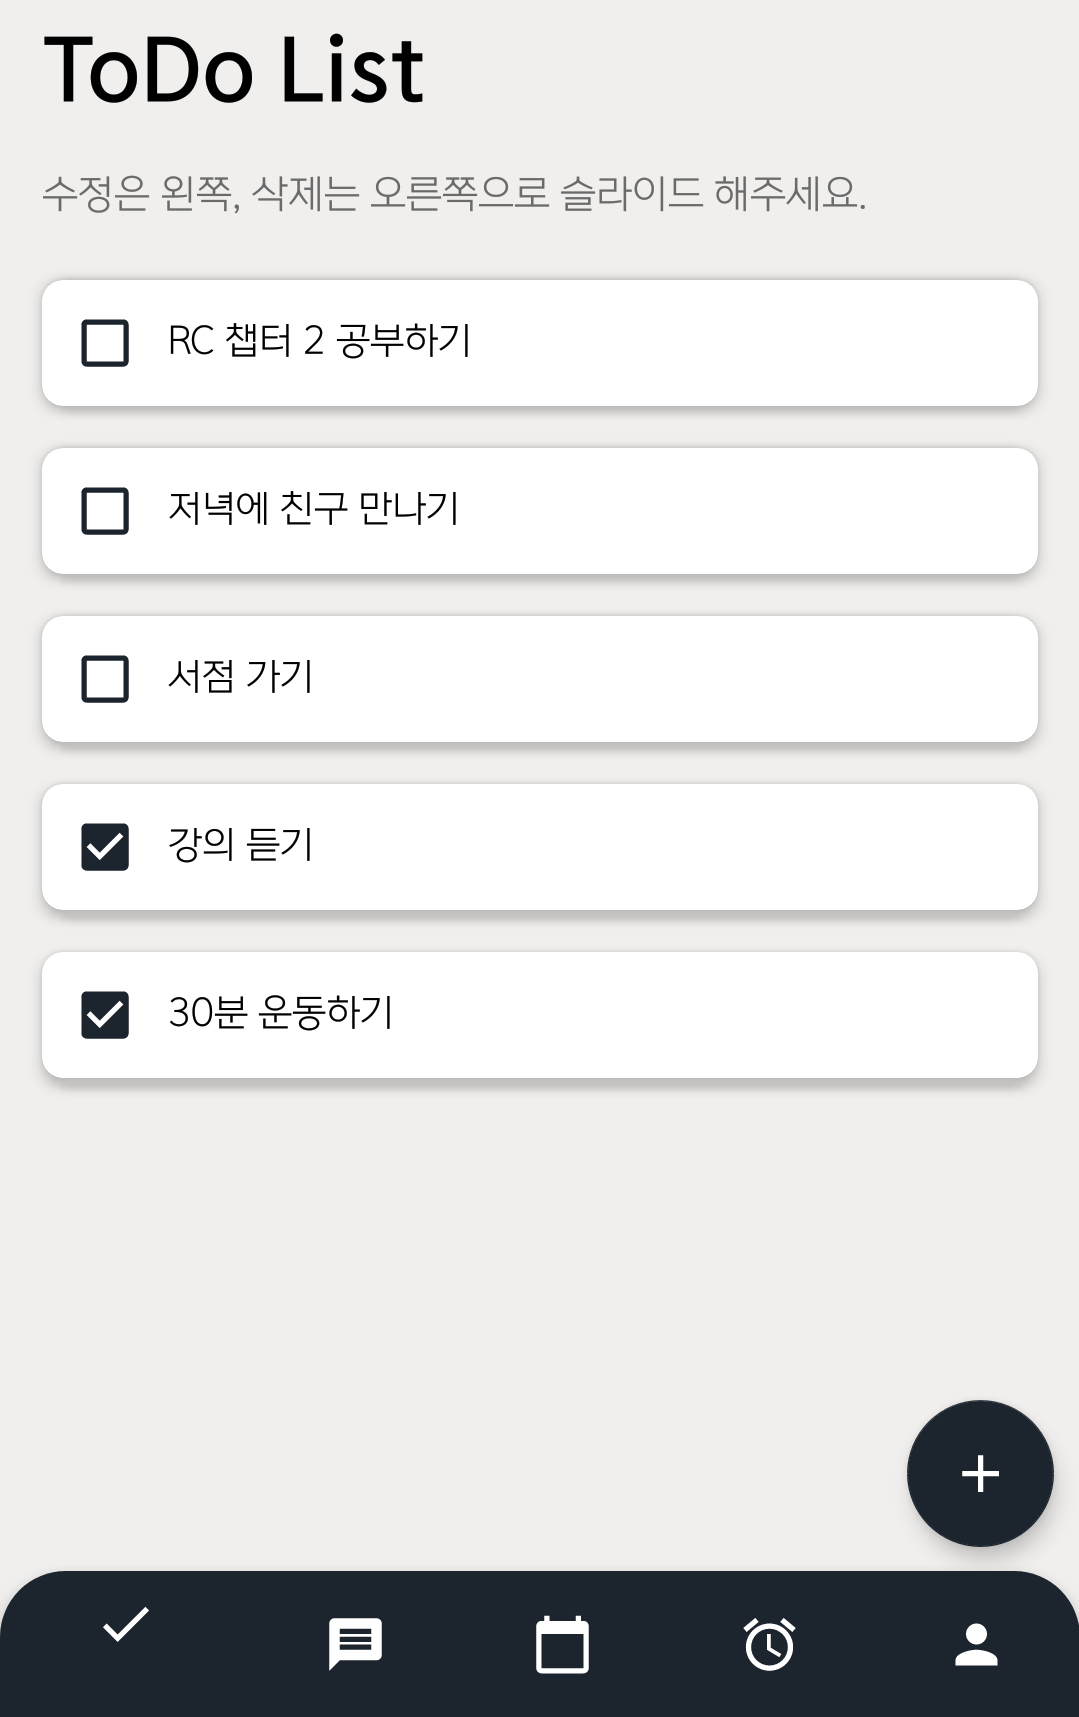 ToDo List
수정은 왼쪽, 삭제는 오른쪽으로 슬라이드 해주세요.
RC 챕터 2 공부하기
저녁에 친구 만나기
서점 가기
강의 듣기
30분 운동하기